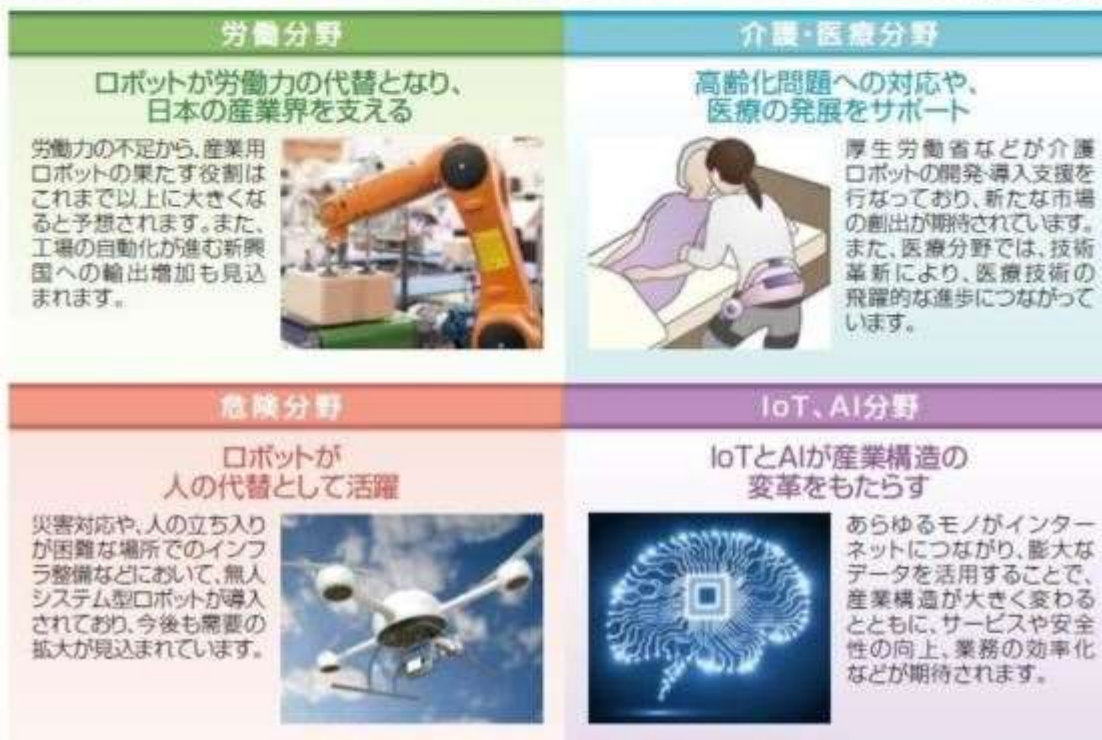 労働分野
ロボットが労働力の代替となり、
日本の産業界を支える
労働力の不足から、産業用
ロボットの果たす役割は
これまで以上に大きくな
ると予想されます。また、
工場の自動化が進む新興
国への輸出増加も見込
まれます。
介護・医療分野
高齢化問題への対応や、
医療の発展をサポート
厚生労働省などが介護
ロボットの開発・導入支援を
行なっており、新たな市場
の創出が期待されています。
また、医療分野では、技術
革新により、医療技術の
飛躍的な進歩につながって
います。
危険分野
ロボットが
人の代替として活躍
災害対応や、人の立ち入り
が困難な場所でのインフ
ラ整備などにおいて、無人
システム型ロボットが導入
されており、今後も需要の
拡大が見込まれています。
IoT、AI分野
IoTとAIが産業構造の
変革をもたらす
あらゆるモノがインター
ネットにつながり、膨大な
データを活用することで、
産業構造が大きく変わる
とともに、サービスや安全
性の向上、業務の効率化
などが期待されます。